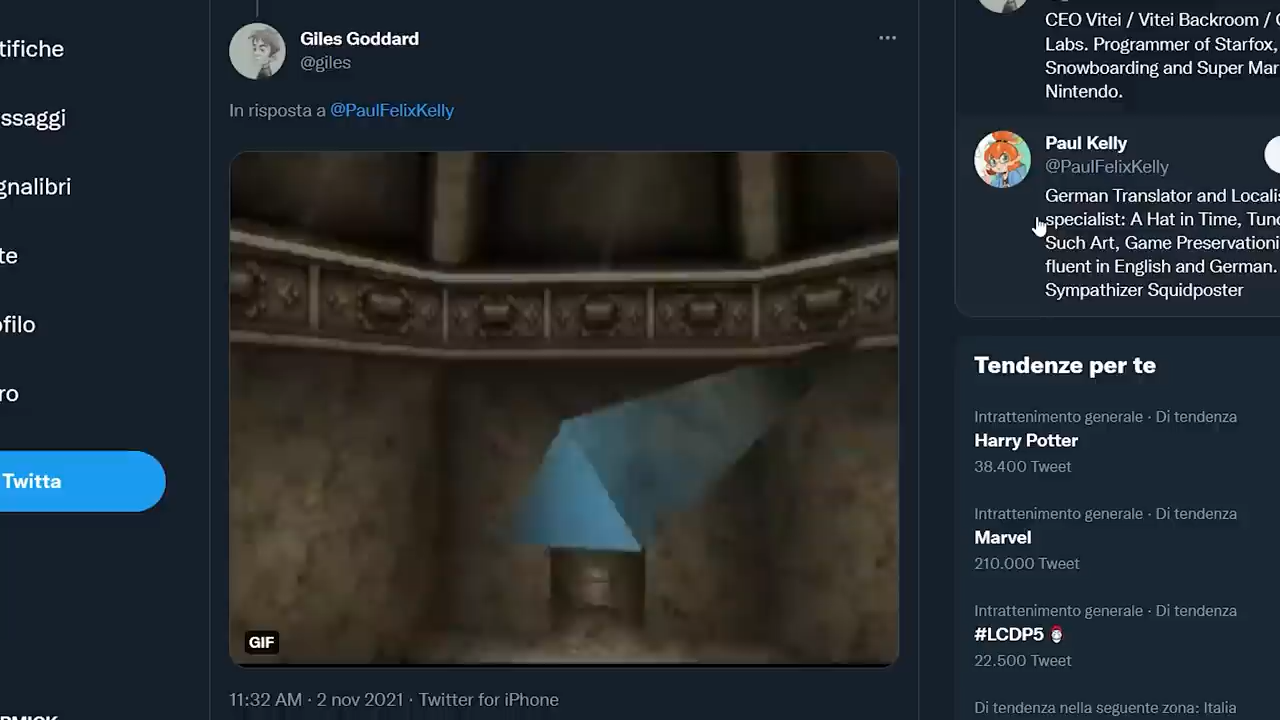 tifiche
ssaggi
gnalibri
te
ofilo
ro
Twitta
Giles Goddard
@giles
In risposta a @PaulFelixKelly
GIF
11:32 AM · 2 nov 2021 · Twitter for iPhone
CEO Vitei / Vitei Backroom /
Labs. Programmer of Starfox,
Snowboarding and Super Mar
Nintendo.
Paul Kelly
@PaulFelixKelly
German Translator and Localis
specialist: A Hat in Time, Tun
Such Art, Game Preservationi
fluent in English and German.
Sympathizer Squidposter
Tendenze per te
Intrattenimento generale · Di tendenza
Harry Potter
38.400 Tweet
Intrattenimento generale · Di tendenza
Marvel
210.000 Tweet
Intrattenimento generale · Di tendenza
#LCDP5
22.500 Tweet
Di tendenza nella seguente zona: Italia